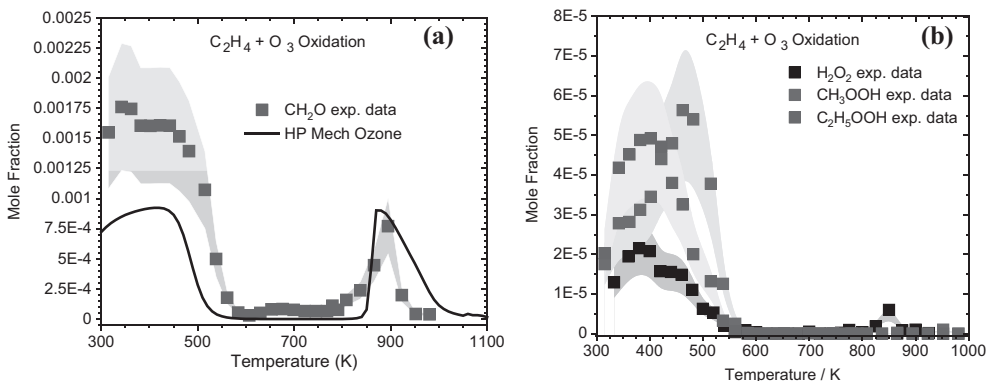 C2H4 + O 3 Oxidation
(a)
CH2O exp. data
HP Mech Ozone
Mole Fraction
0.0025
0.00225
0.002
0.00175
0.0015
0.00125
0.001
7.5E-4
5E-4
2.5E-4
0
300
500
700
900
1100
Temperature (K)
C2H4 + O 3 Oxidation
(b)
H2O2 exp. data
CH3OOH exp. data
C2H5OOH exp. data
Mole Fraction
8E-5
7E-5
6E-5
5E-5
4E-5
3E-5
2E-5
1E-5
0
300
400
500
600
700
800
900
1000
Temperature / K